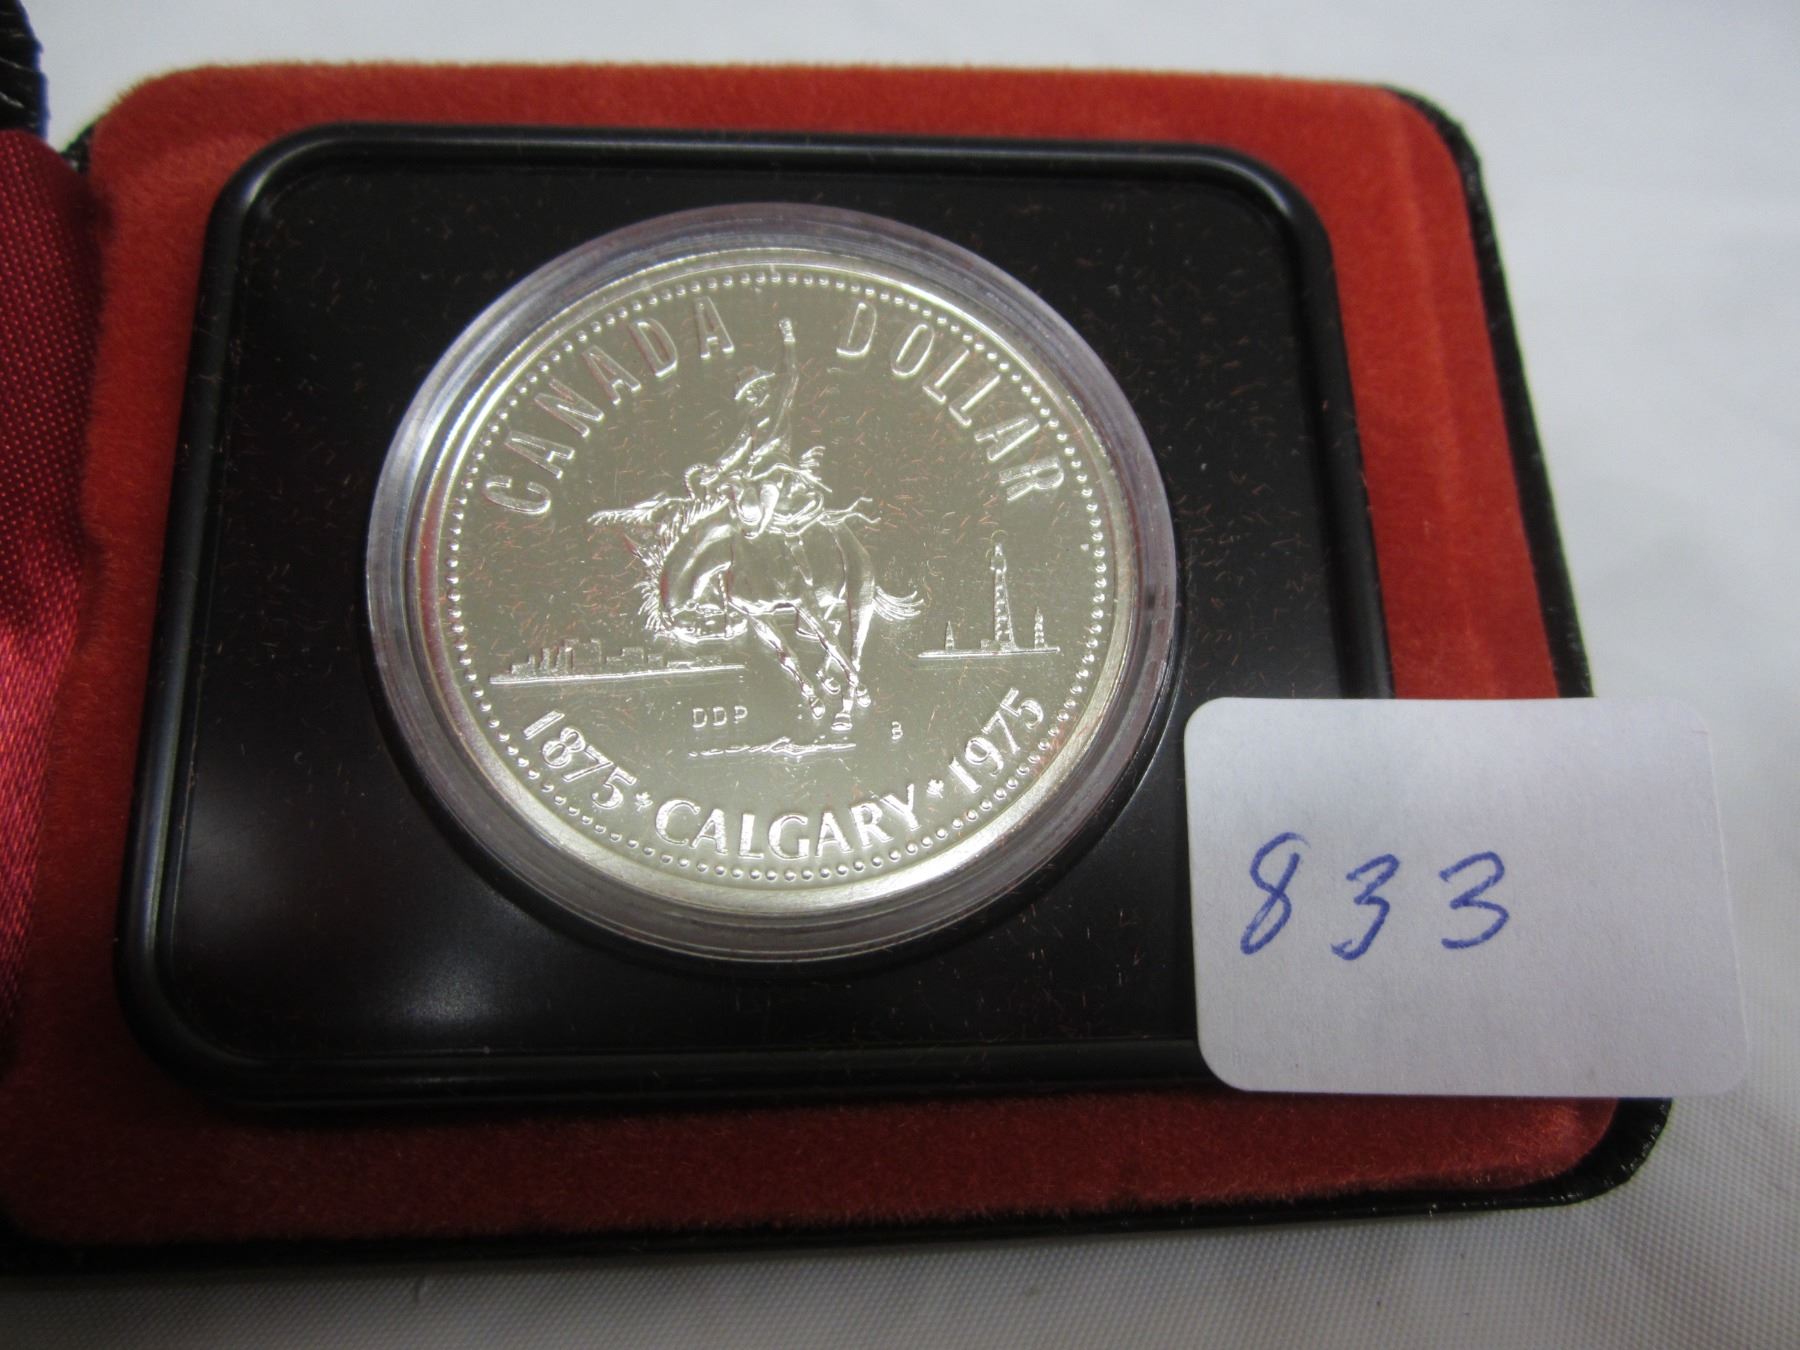 CANADA DOLLAR
DDP
B
1875 CALGARY 1975
833